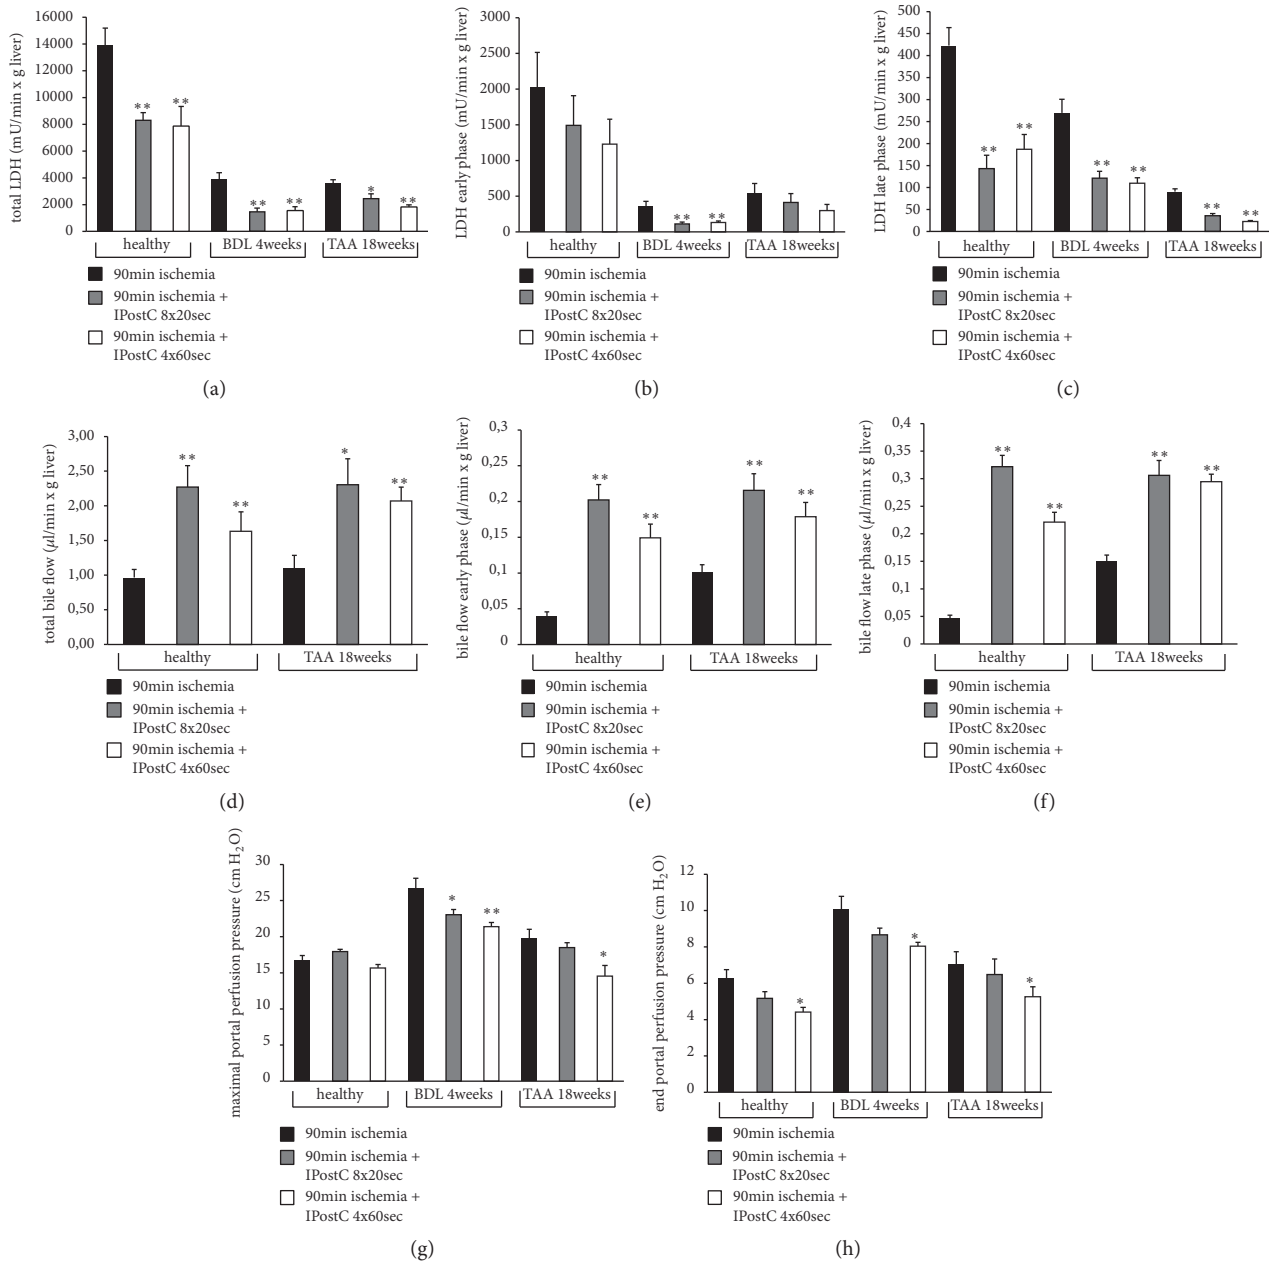 total LDH (mU/min x g liver)
16000
14000
12000
10000
8000
6000
4000
2000
0
**
**
**
**
*
**
healthy
BDL 4weeks
TAA 18weeks
90min ischemia
90min ischemia +
IPostC 8x20sec
90min ischemia +
IPostC 4x60sec
(a)
LDH early phase (mU/min x g liver)
3000
2500
2000
1500
1000
500
0
**
**
healthy
BDL 4weeks
TAA 18weeks
90min ischemia
90min ischemia +
IPostC 8x20sec
90min ischemia +
IPostC 4x60sec
(b)
LDH late phase (mU/min x g liver)
500
450
400
350
300
250
200
150
100
50
0
**
**
**
**
**
**
healthy
BDL 4weeks
TAA 18weeks
90min ischemia
90min ischemia +
IPostC 8x20sec
90min ischemia +
IPostC 4x60sec
(c)
total bile flow (μl/min x g liver)
3,00
2,50
2,00
1,50
1,00
0,50
0,00
**
**
*
**
healthy
TAA 18weeks
90min ischemia
90min ischemia +
IPostC 8x20sec
90min ischemia +
IPostC 4x60sec
(d)
bile flow early phase (μl/min x g liver)
0,3
0,25
0,2
0,15
0,1
0,05
0
**
**
**
**
healthy
TAA 18weeks
90min ischemia
90min ischemia +
IPostC 8x20sec
90min ischemia +
IPostC 4x60sec
(e)
bile flow late phase (μl/min x g liver)
0,4
0,35
0,3
0,25
0,2
0,15
0,1
0,05
0
**
**
**
**
healthy
TAA 18weeks
90min ischemia
90min ischemia +
IPostC 8x20sec
90min ischemia +
IPostC 4x60sec
(f)
maximal portal perfusion pressure (cm H2O)
30
25
20
15
10
5
0
*
**
*
healthy
BDL 4weeks
TAA 18weeks
90min ischemia
90min ischemia +
IPostC 8x20sec
90min ischemia +
IPostC 4x60sec
(g)
end portal perfusion pressure (cm H2O)
12
10
8
6
4
2
0
*
*
*
healthy
BDL 4weeks
TAA 18weeks
90min ischemia
90min ischemia +
IPostC 8x20sec
90min ischemia +
IPostC 4x60sec
(h)